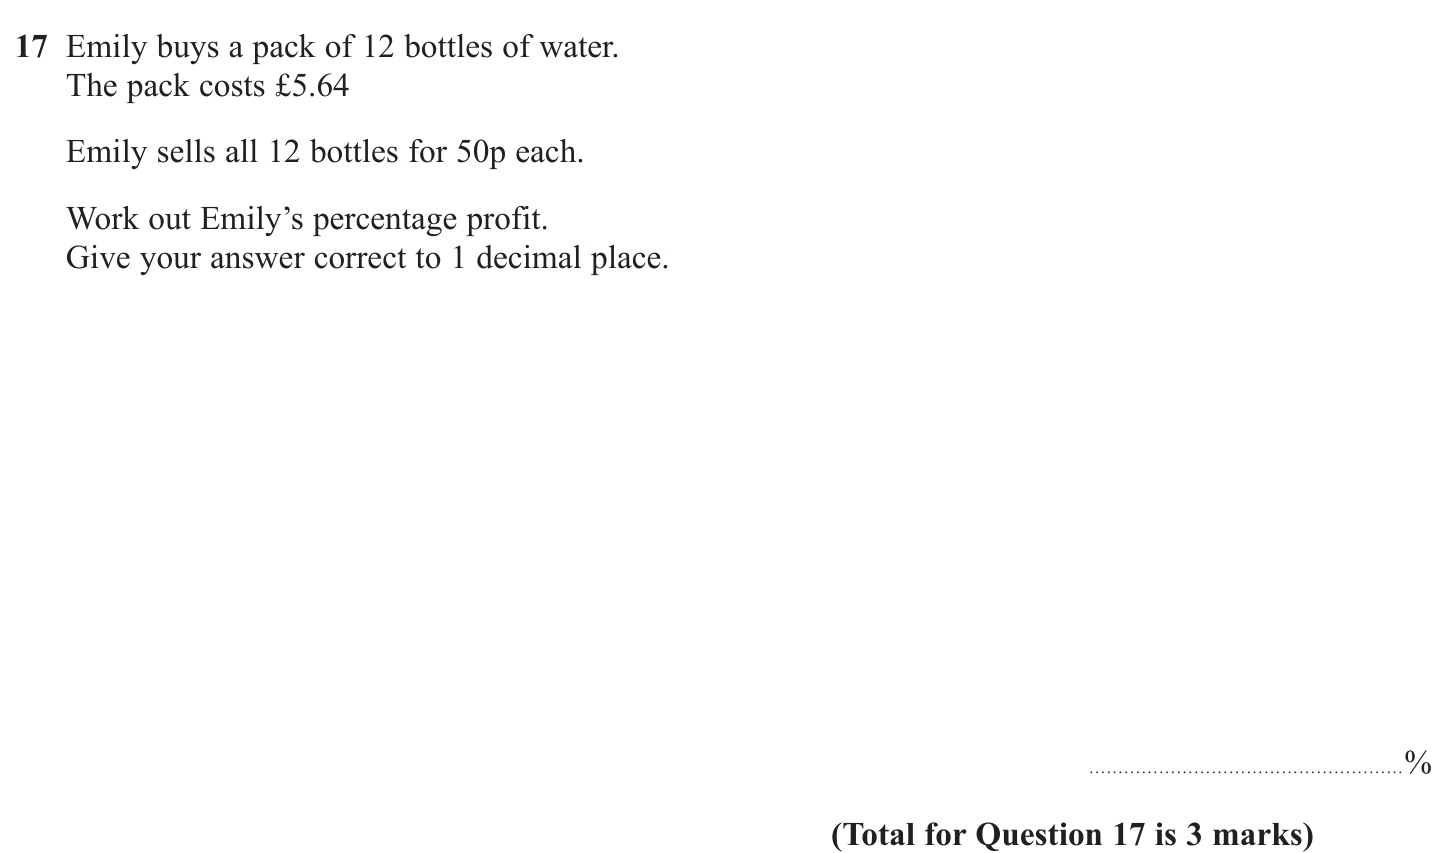 17 Emily buys a pack of 12 bottles of water.
The pack costs £5.64
Emily sells all 12 bottles for 50p each.
Work out Emily’s percentage profit.
Give your answer correct to 1 decimal place.
......................................................%
(Total for Question 17 is 3 marks)